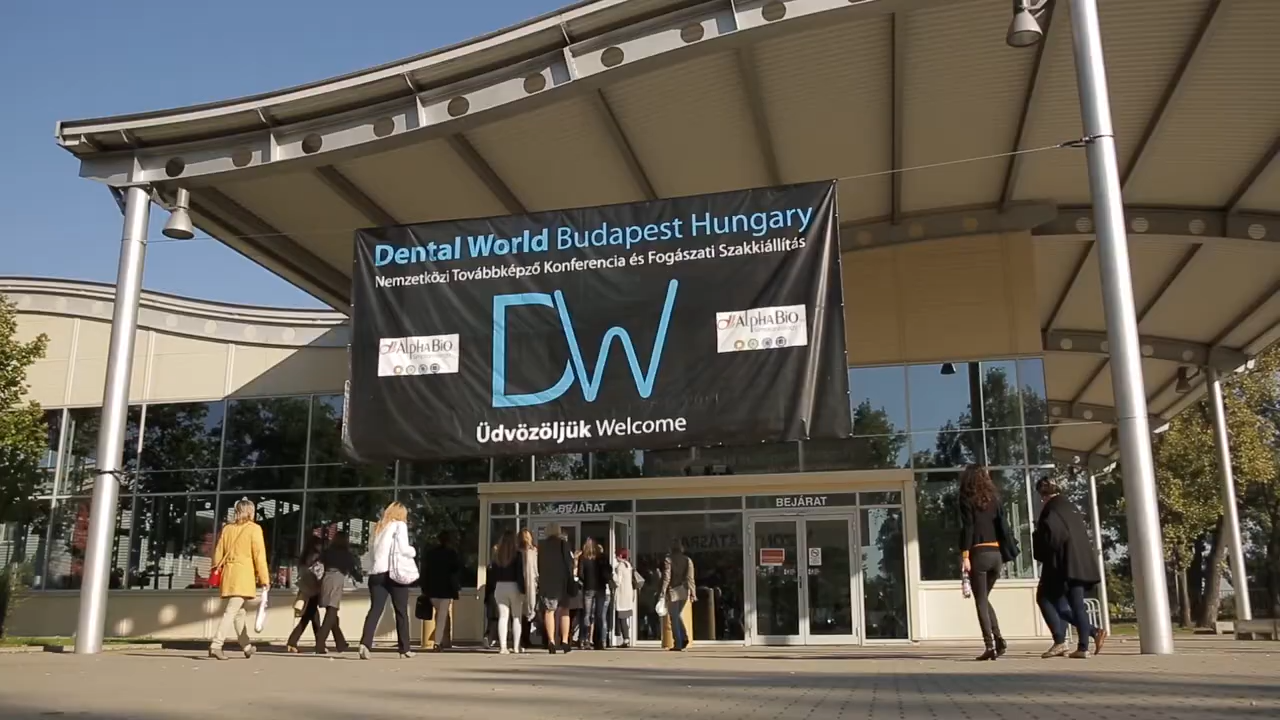 Dental World Budapest Hungary
Nemzetközi Továbbképző Konferencia és Fogászati Szakkiállítás
DW
AlphaBio
AlphaBio
Üdvözöljük Welcome
BEJÁRAT
BEJÁRAT